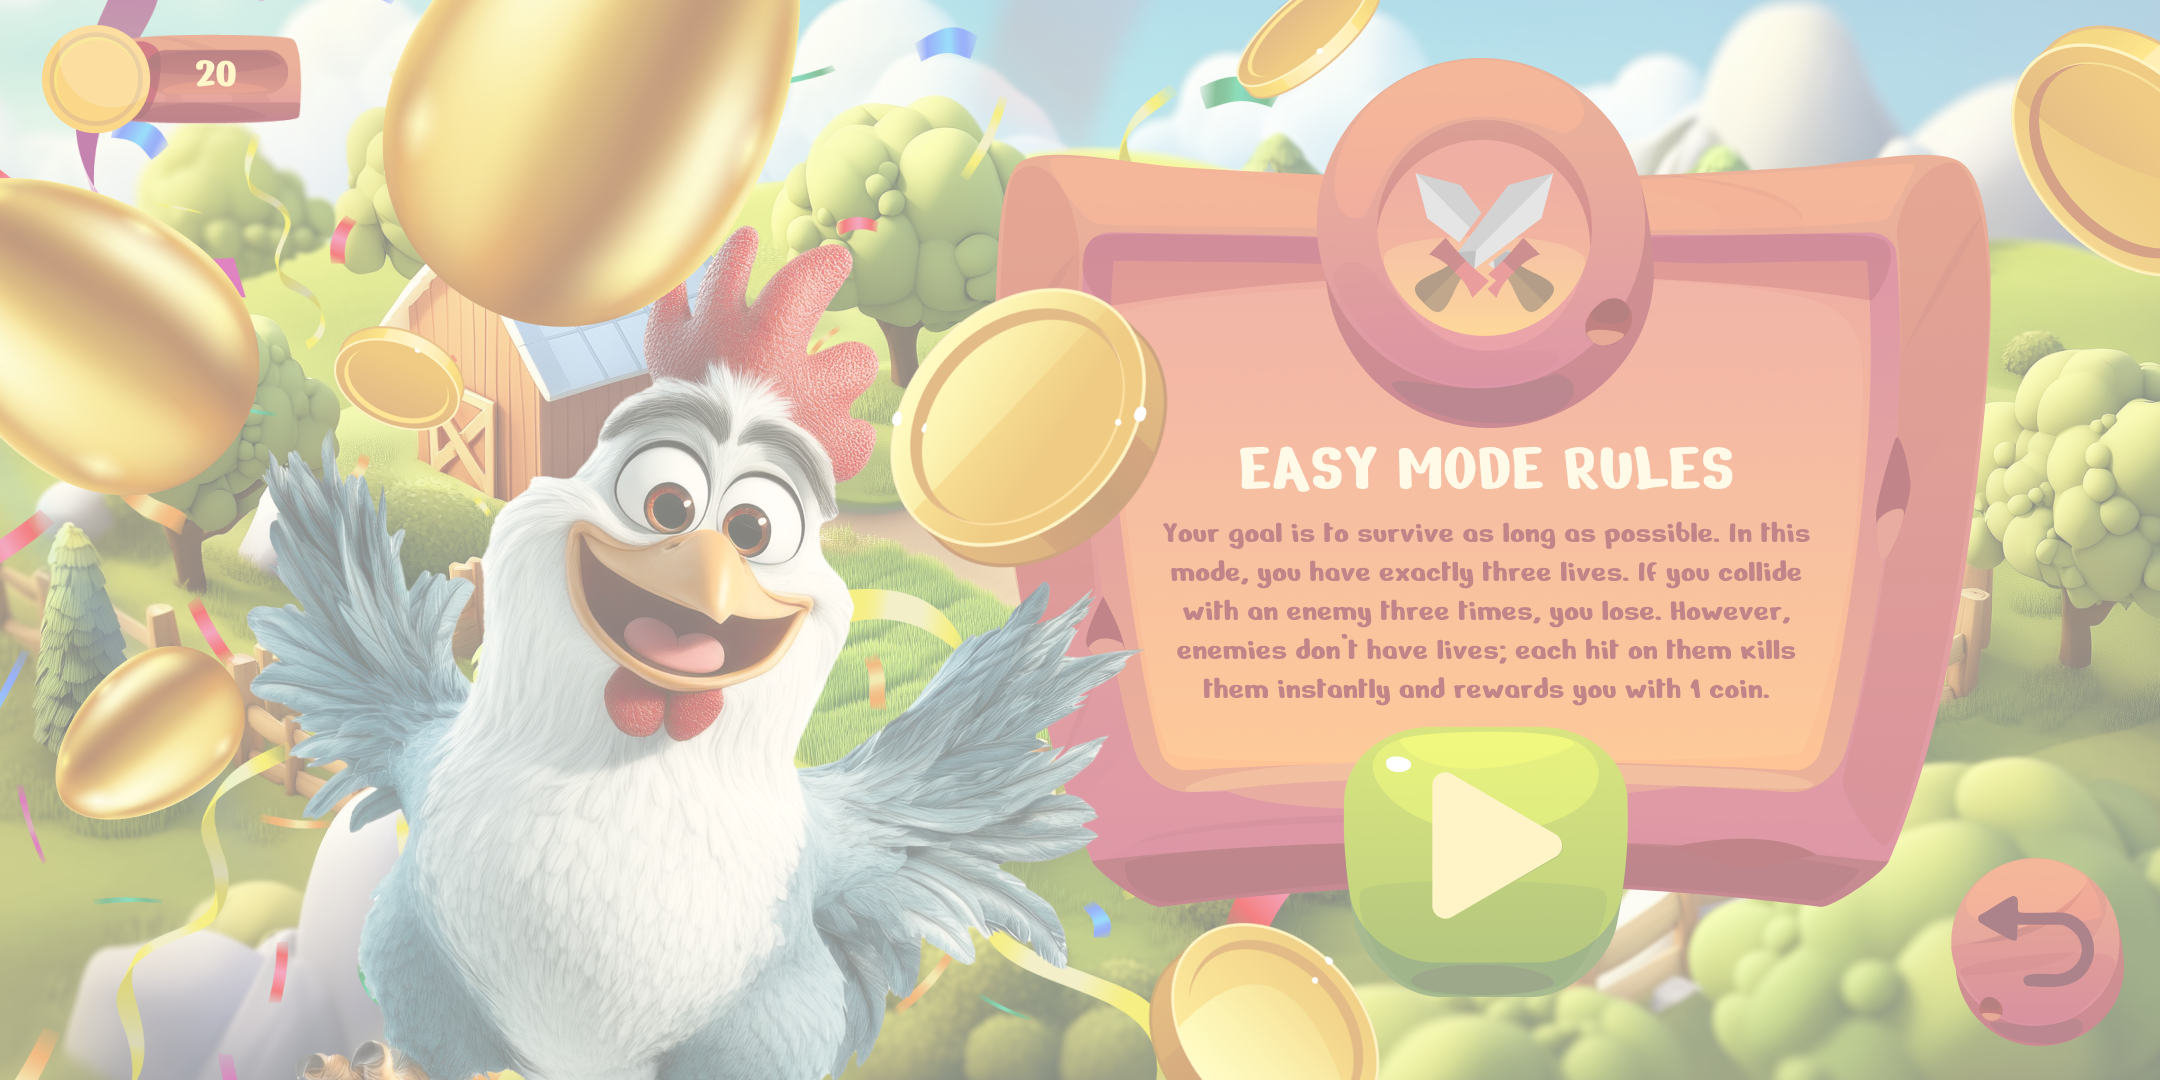 20
EASY MODE RULES
Your goal is to survive as long as possible. In this
mode, you have exactly three lives. If you collide
with an enemy three times, you lose. However,
enemies don't have lives; each hit on them kills
them instantly and rewards you with 1 coin.